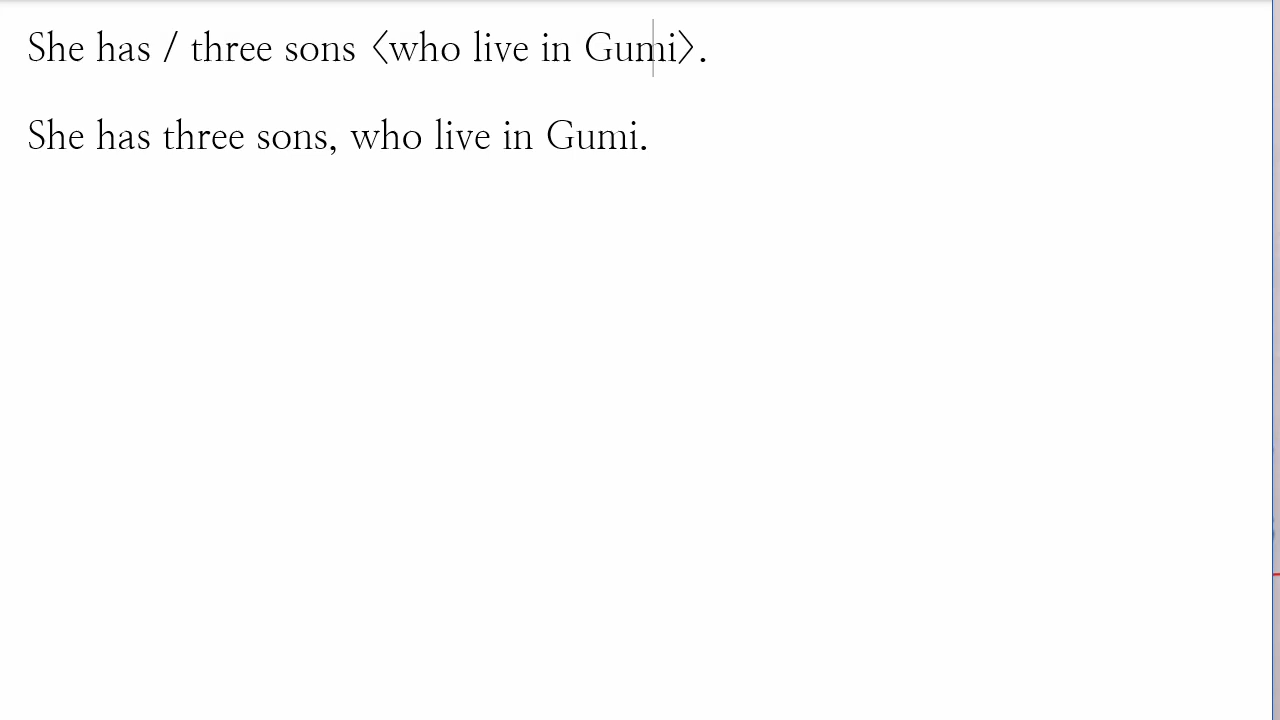 She has / three sons 〈who live in Gumi〉.
She has three sons, who live in Gumi.